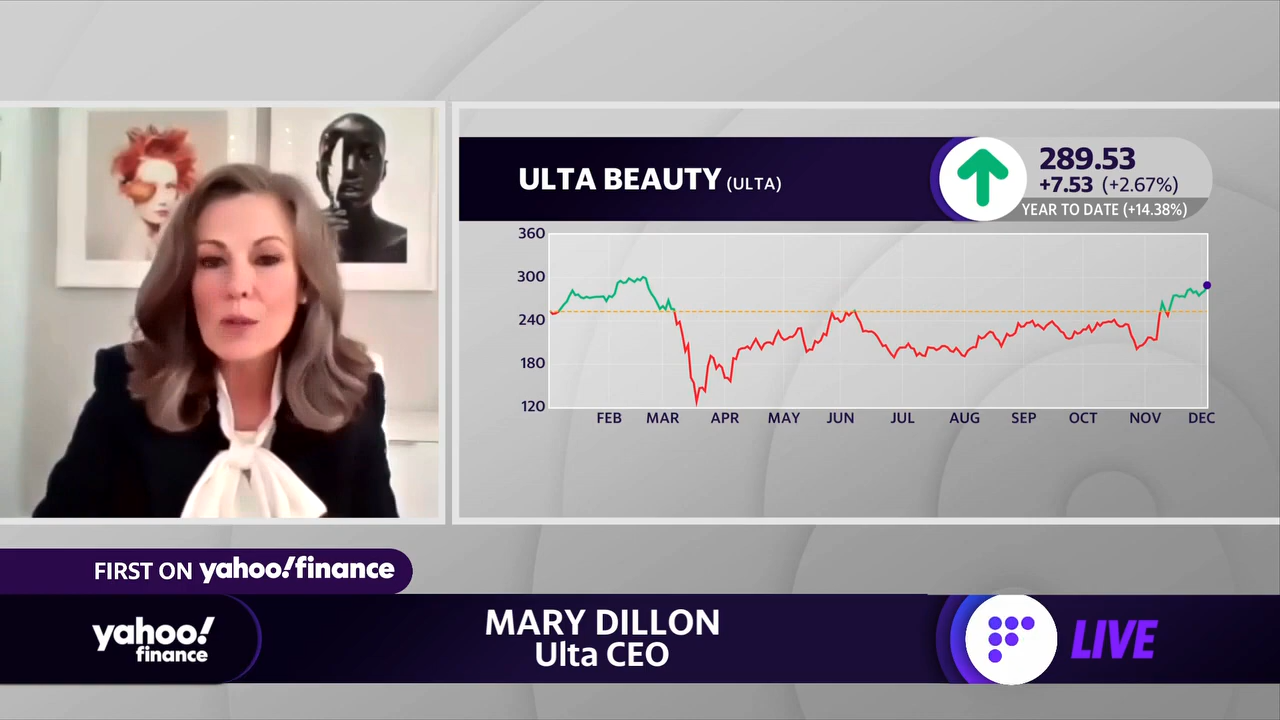 ULTA BEAUTY (ULTA)
289.53
+7.53 (+2.67%)
YEAR TO DATE (+14.38%)
360
300
240
180
120
FEB MAR APR MAY JUN JUL AUG SEP OCT NOV DEC
FIRST ON yahoo!finance
yahoo!
finance
MARY DILLON
Ulta CEO
LIVE